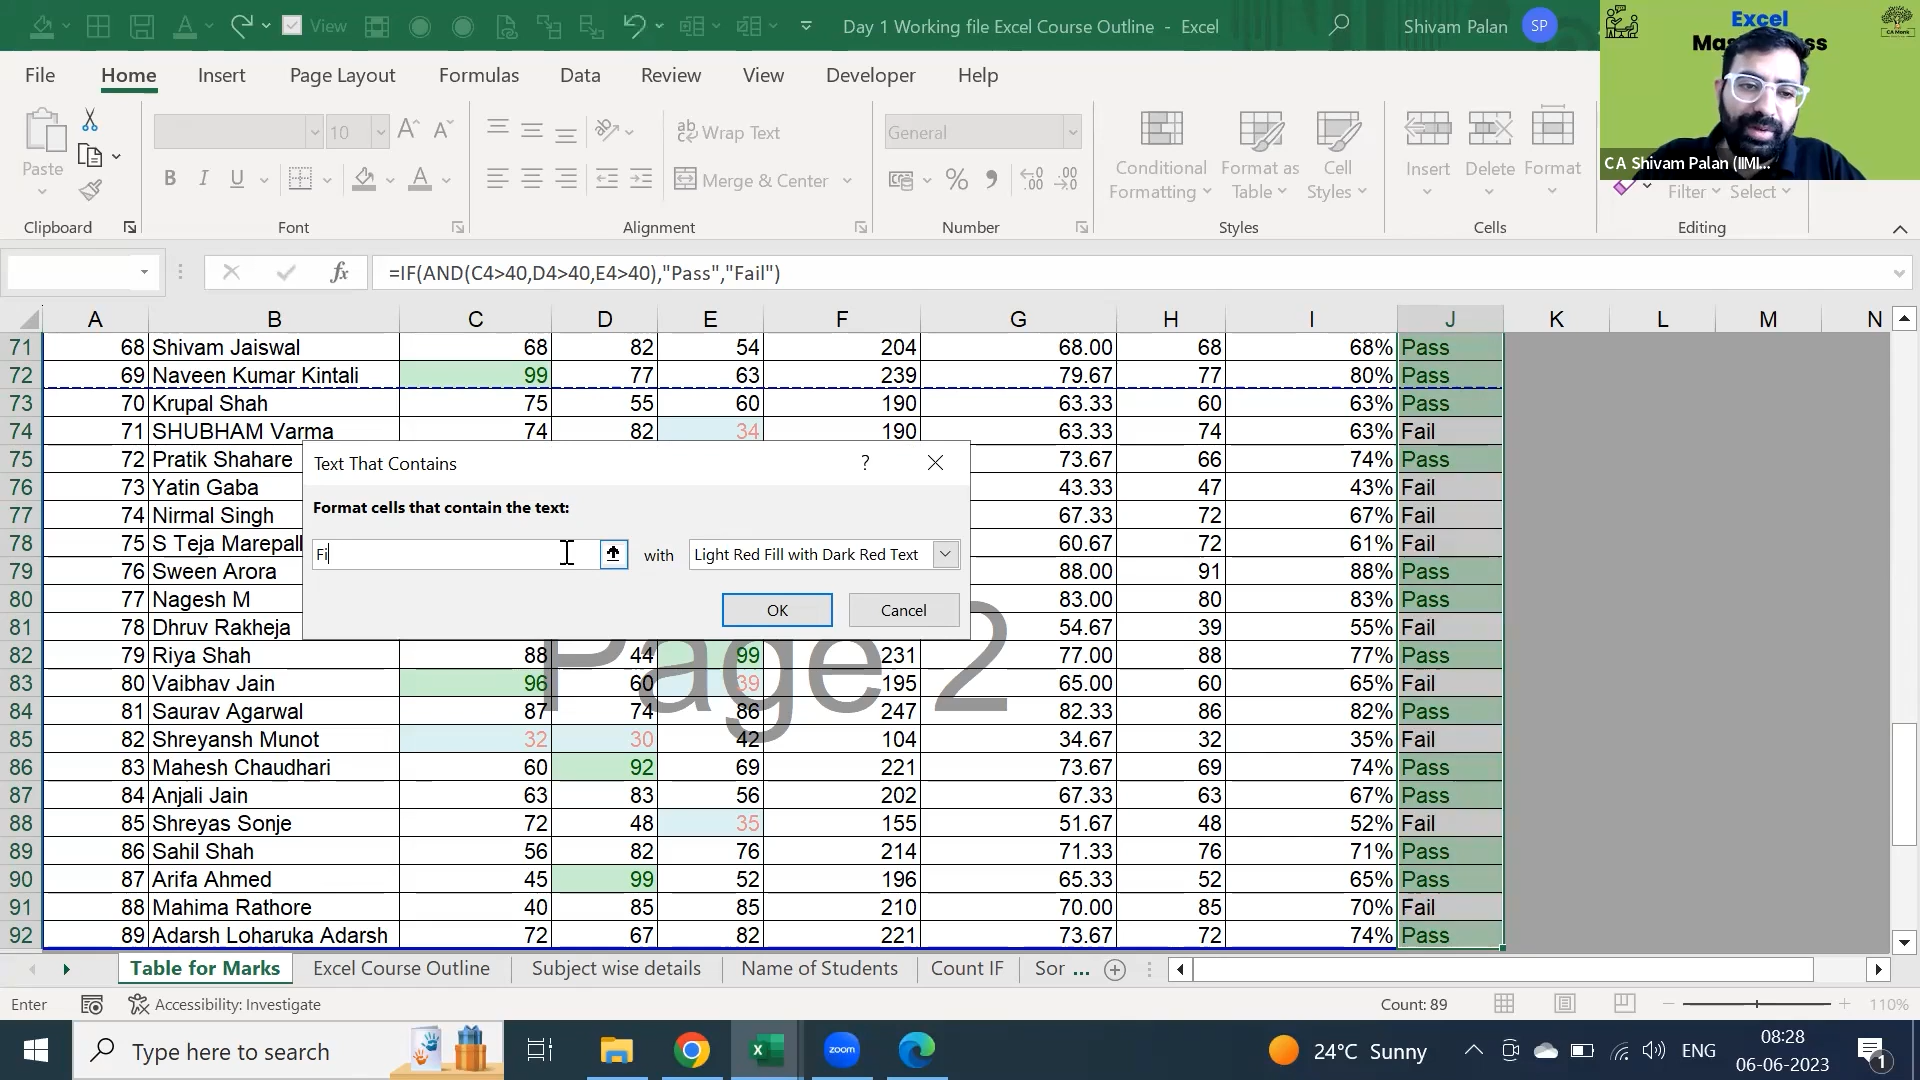 View
Day 1 Working file Excel Course Outline - Excel
Shivam Palan
SP
Excel
CA Monk
CA Shivam Palan (IIMI...
File Home Insert Page Layout Formulas Data Review View Developer Help
Paste
10
Wrap Text
Merge & Center
General
Conditional Formatting
Format as Table
Cell Styles
Insert Delete Format
Filter Select
Clipboard Font Alignment Number Styles Cells Editing
fx =IF(AND(C4>40,D4>40,E4>40),"Pass","Fail")
A B C D E F G H I J K L M N
71 68 Shivam Jaiswal 68 82 54 204 68.00 68 68% Pass
72 69 Naveen Kumar Kintali 99 77 63 239 79.67 77 80% Pass
73 70 Krupal Shah 75 55 60 190 63.33 60 63% Pass
74 71 SHUBHAM Varma 74 82 34 190 63.33 74 63% Fail
75 72 Pratik Shahare 73.67 66 74% Pass
76 73 Yatin Gaba 43.33 47 43% Fail
77 74 Nirmal Singh 67.33 72 67% Fail
78 75 S Teja Marepall 60.67 72 61% Fail
79 76 Sween Arora 88.00 91 88% Pass
80 77 Nagesh M 83.00 80 83% Pass
81 78 Dhruv Rakheja 54.67 39 55% Fail
Text That Contains ?
Format cells that contain the text:
Fi with Light Red Fill with Dark Red Text
OK Cancel
Page 2
82 79 Riya Shah 88 44 99 231 77.00 88 77% Pass
83 80 Vaibhav Jain 96 60 39 195 65.00 60 65% Fail
84 81 Saurav Agarwal 87 74 86 247 82.33 86 82% Pass
85 82 Shreyansh Munot 32 30 42 104 34.67 32 35% Fail
86 83 Mahesh Chaudhari 60 92 69 221 73.67 69 74% Pass
87 84 Anjali Jain 63 83 56 202 67.33 63 67% Pass
88 85 Shreyas Sonje 72 48 35 155 51.67 48 52% Fail
89 86 Sahil Shah 56 82 76 214 71.33 76 71% Pass
90 87 Arifa Ahmed 45 99 52 196 65.33 52 65% Pass
91 88 Mahima Rathore 40 85 85 210 70.00 85 70% Fail
92 89 Adarsh Loharuka Adarsh 72 67 82 221 73.67 72 74% Pass
Table for Marks Excel Course Outline Subject wise details Name of Students Count IF Sor ...
Enter Accessibility: Investigate Count: 89 110%
Type here to search
zoom
24°C Sunny
ENG
08:28
06-06-2023
1